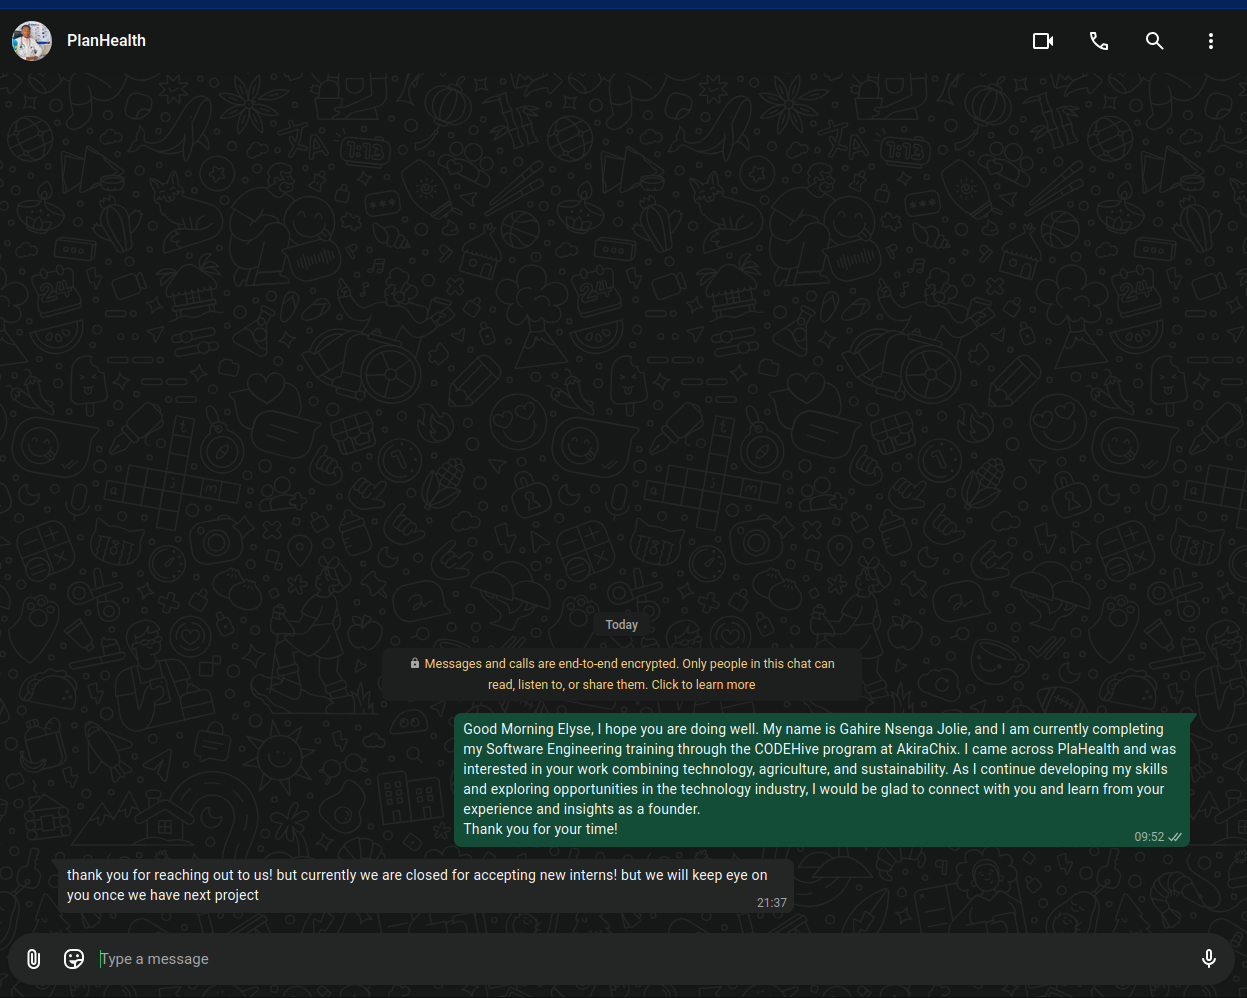 PlanHealth
Today
Messages and calls are end-to-end encrypted. Only people in this chat can
read, listen to, or share them. Click to learn more
Good Morning Elyse, I hope you are doing well. My name is Gahire Nsenga Jolie, and I am currently completing
my Software Engineering training through the CODEHive program at AkiraChix. I came across PlaHealth and was
interested in your work combining technology, agriculture, and sustainability. As I continue developing my skills
and exploring opportunities in the technology industry, I would be glad to connect with you and learn from your
experience and insights as a founder.
Thank you for your time!
09:52
thank you for reaching out to us! but currently we are closed for accepting new interns! but we will keep eye on
you once we have next project
21:37
Type a message